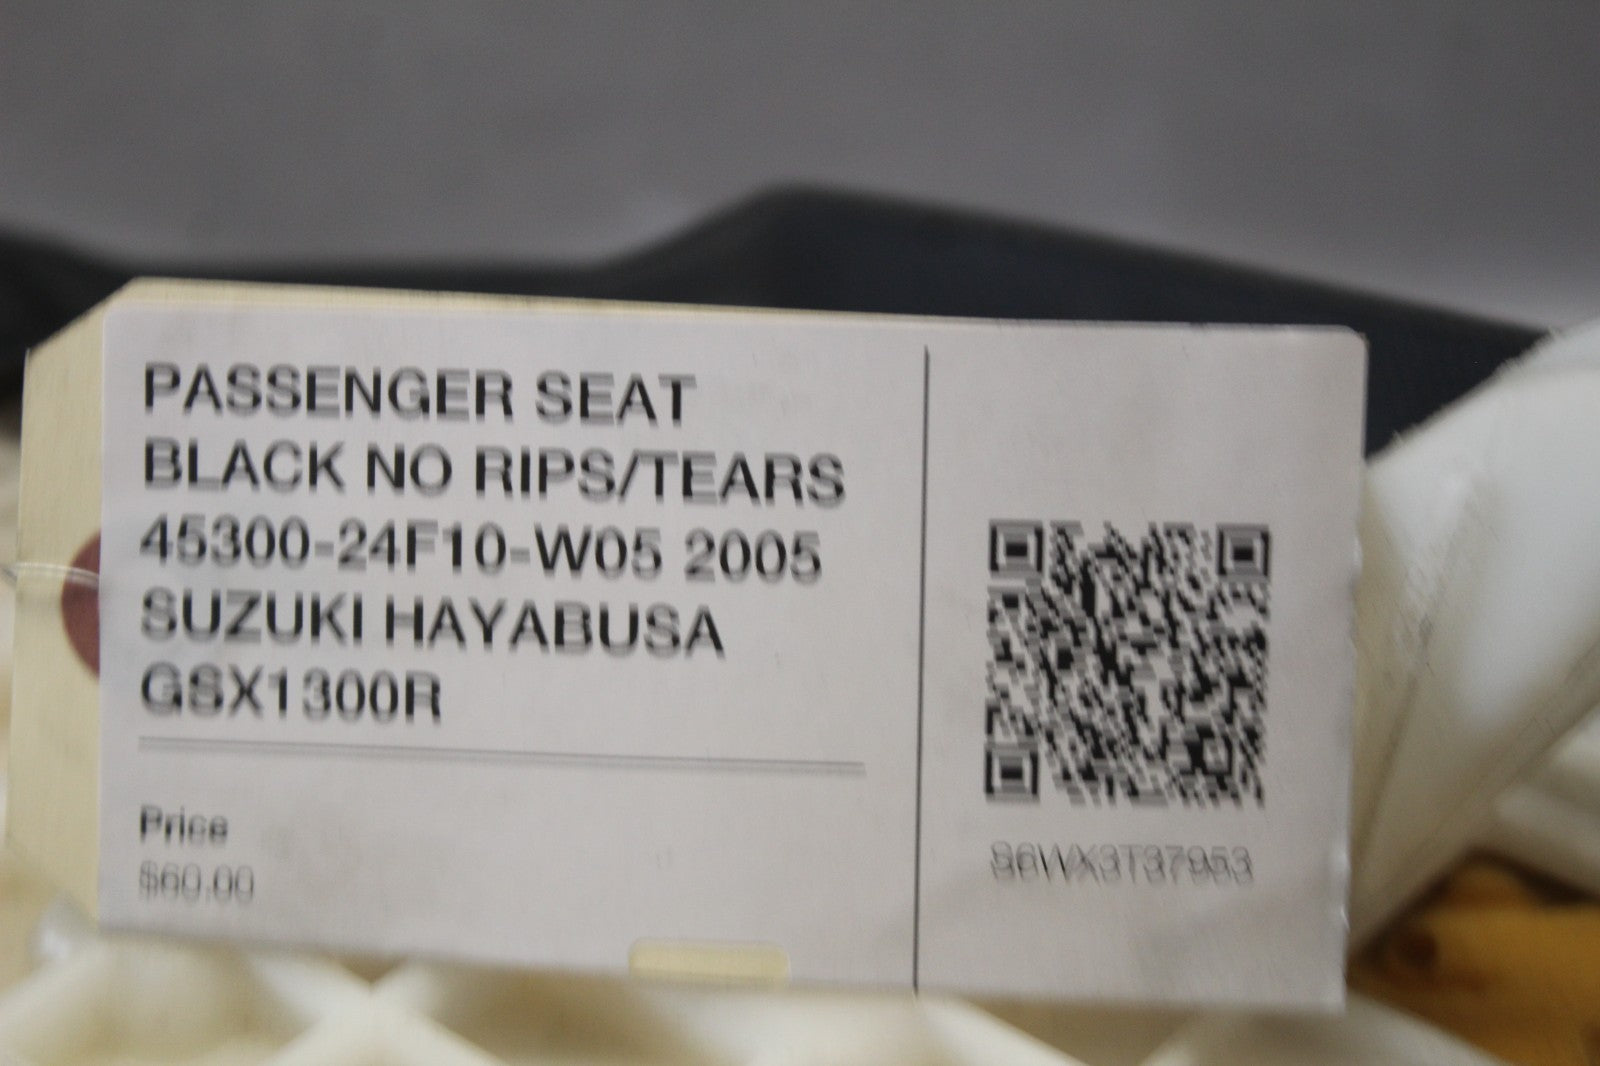 PASSENGER SEAT
BLACK NO RIPS/TEARS
45300-24F10-W05 2005
SUZUKI HAYABUSA
GSX1300R
Price
$60.00
S6WX3T37953